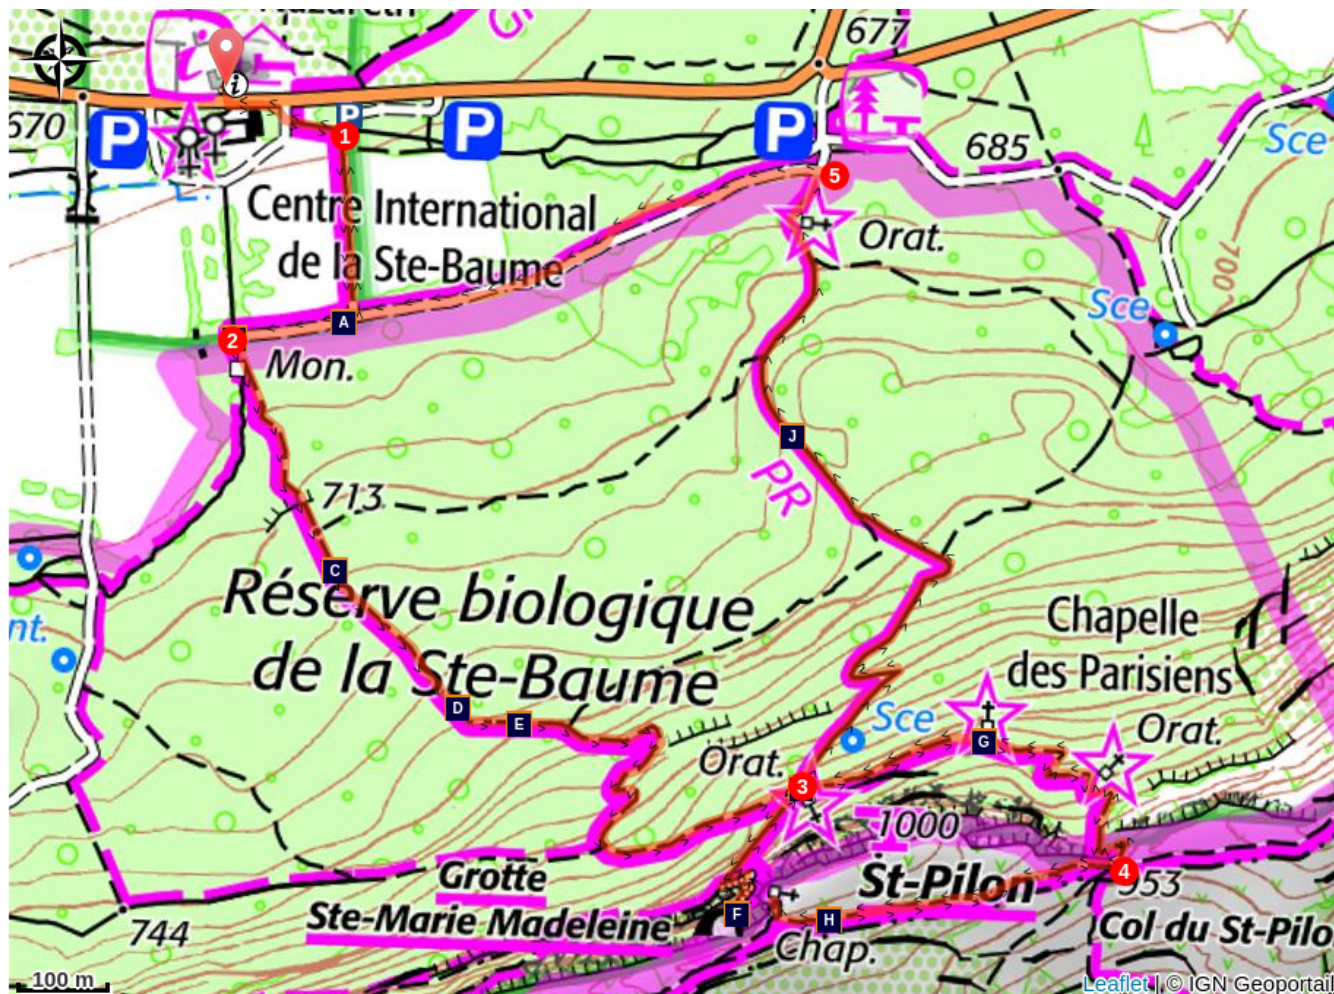 G
677
670
P
P
P
P
i
1
685
Sce
5
Centre International
de la Ste-Baume
Orat.
700
Sce
A
2
Mon.
J
PR
713
C
Réserve biologique
de la Ste-Baume
Chapelle
des Parisiens
nt.
D
E
Sce
G
Orat.
Orat.
3
1000
4
953
Grotte
St-Pilon
Ste-Marie Madeleine
F
H
Col du St-Pilo
744
Chap.
100 m
Leaflet | © IGN Geoportail